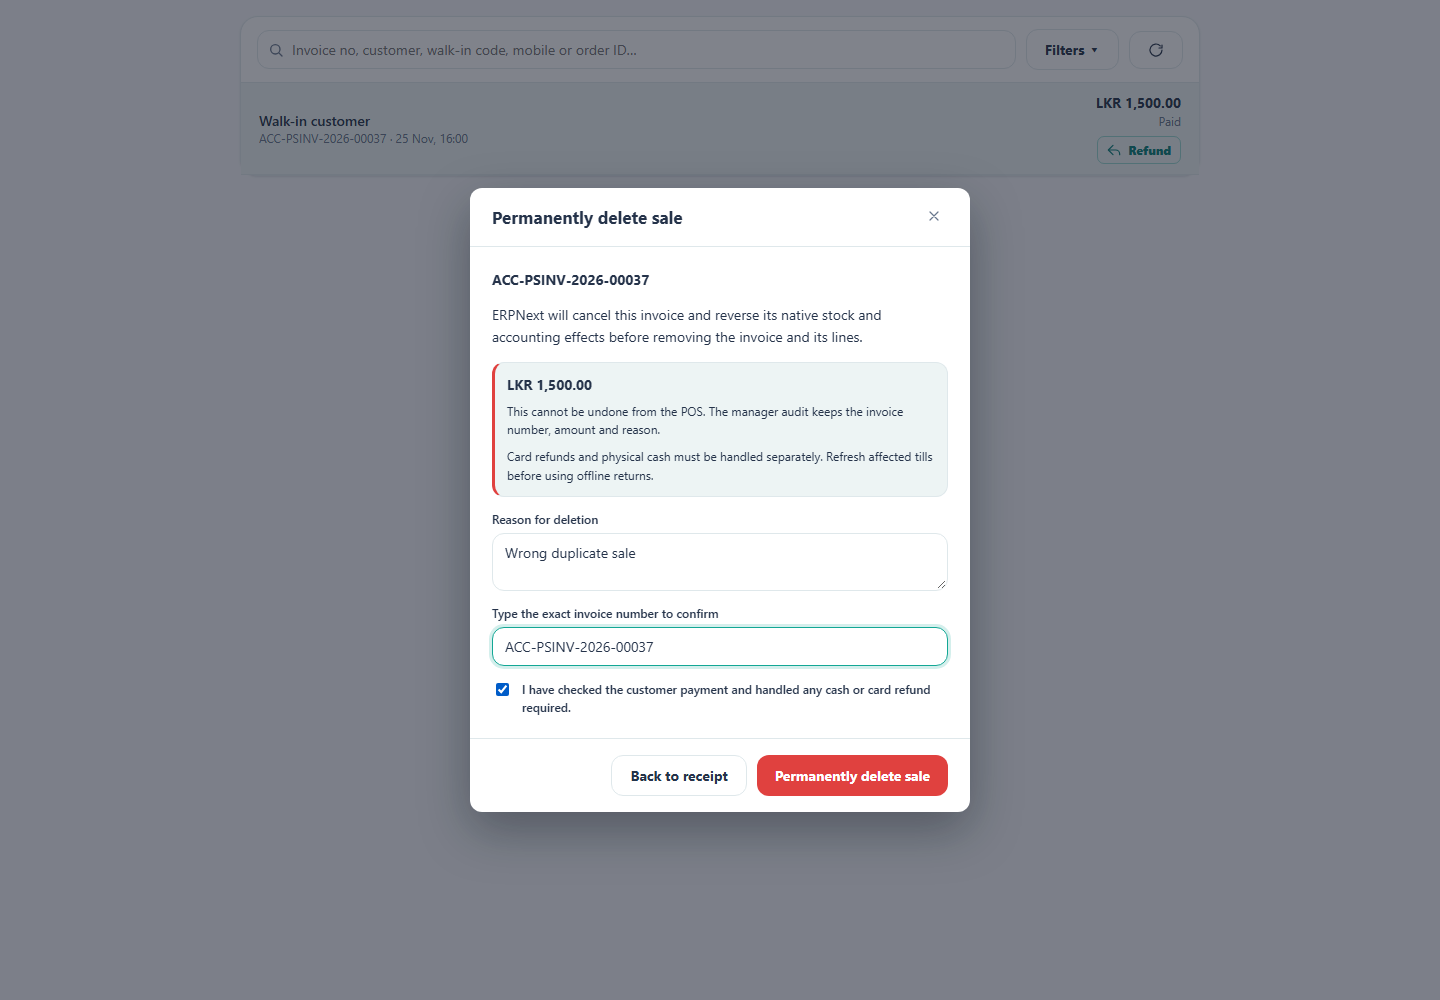 Invoice no, customer, walk-in code, mobile or order ID...
Filters
Walk-in customer
ACC-PSINV-2026-00037 · 25 Nov, 16:00
LKR 1,500.00
Paid
Refund
Permanently delete sale
ACC-PSINV-2026-00037
ERPNext will cancel this invoice and reverse its native stock and
accounting effects before removing the invoice and its lines.
LKR 1,500.00
This cannot be undone from the POS. The manager audit keeps the invoice
number, amount and reason.
Card refunds and physical cash must be handled separately. Refresh affected tills
before using offline returns.
Reason for deletion
Wrong duplicate sale
Type the exact invoice number to confirm
ACC-PSINV-2026-00037
I have checked the customer payment and handled any cash or card refund
required.
Back to receipt
Permanently delete sale